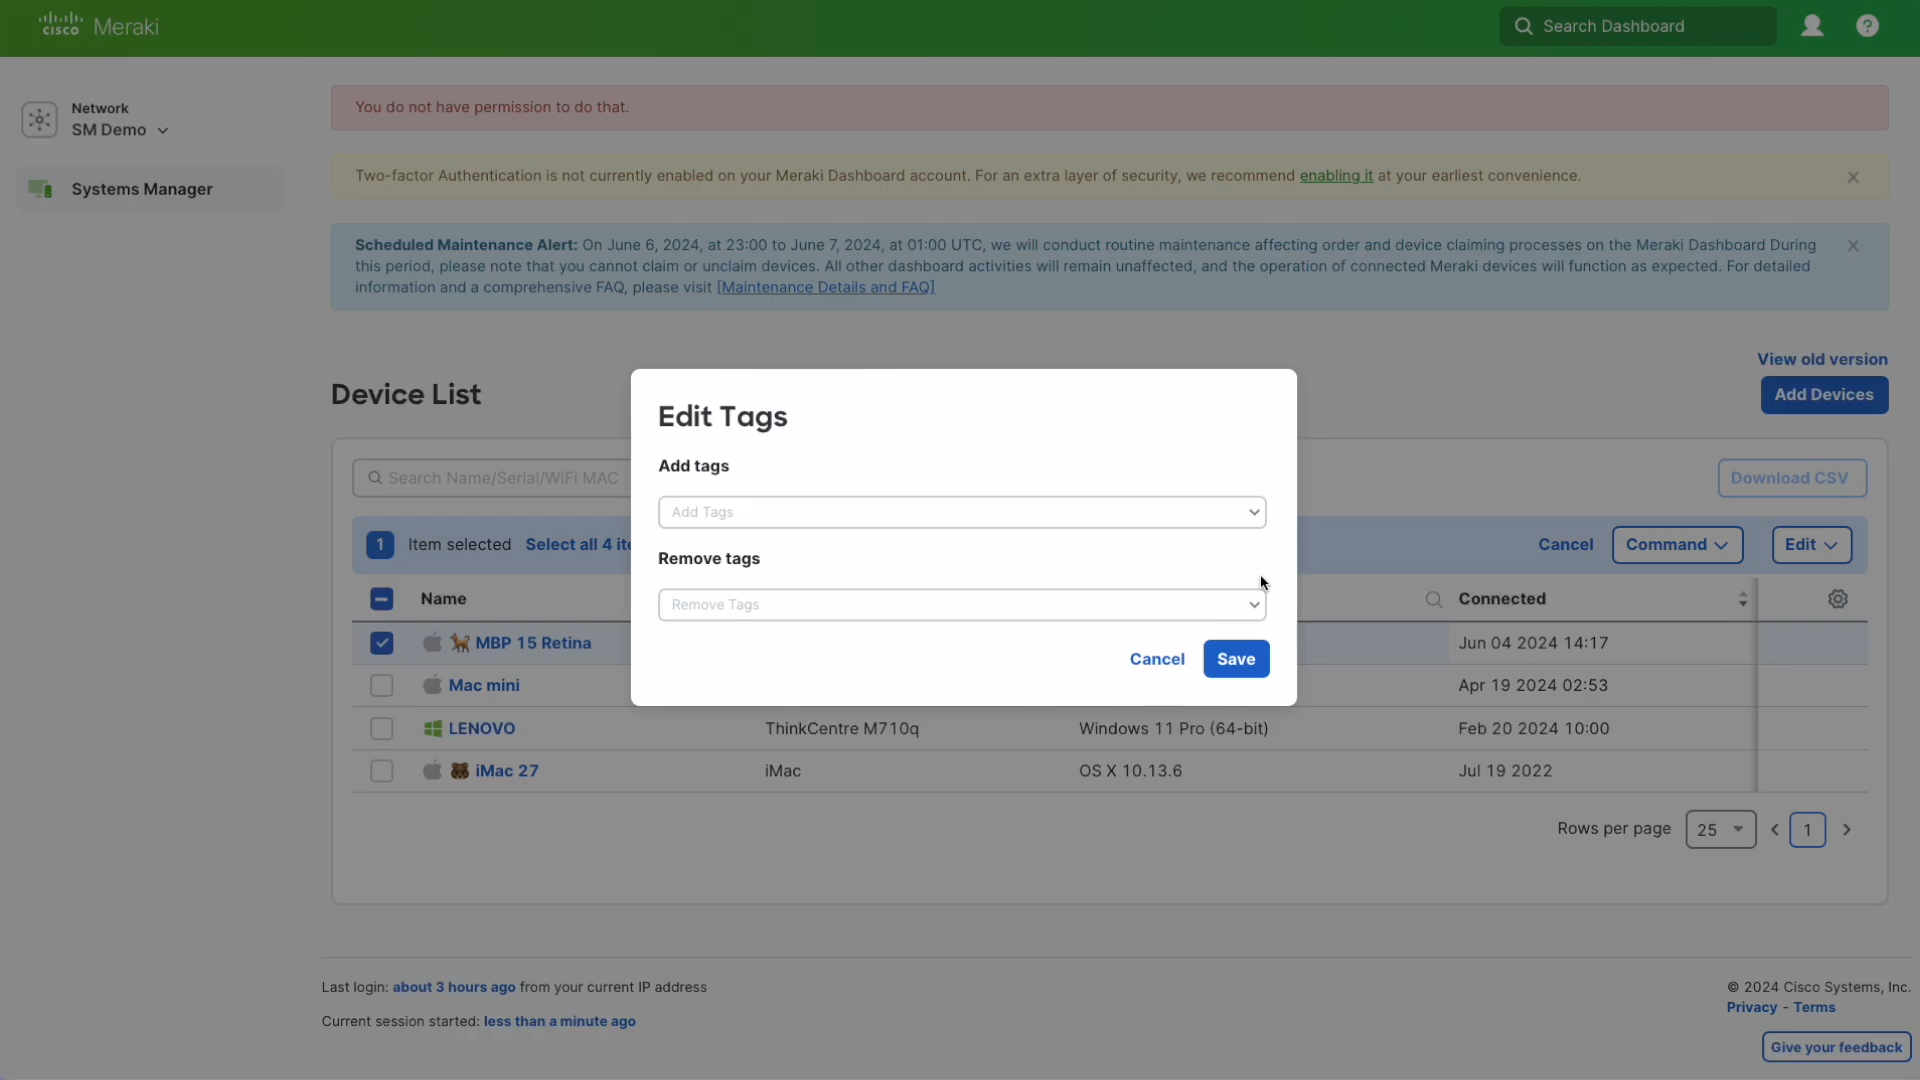 cisco Meraki
Search Dashboard
?
Network
SM Demo
Systems Manager
You do not have permission to do that.
Two-factor Authentication is not currently enabled on your Meraki Dashboard account. For an extra layer of security, we recommend enabling it at your earliest convenience.
Scheduled Maintenance Alert: On June 6, 2024, at 23:00 to June 7, 2024, at 01:00 UTC, we will conduct routine maintenance affecting order and device claiming processes on the Meraki Dashboard During
this period, please note that you cannot claim or unclaim devices. All other dashboard activities will remain unaffected, and the operation of connected Meraki devices will function as expected. For detailed
information and a comprehensive FAQ, please visit [Maintenance Details and FAQ]
View old version
Device List
Add Devices
Search Name/Serial/WiFi MAC
Download CSV
1 Item selected Select all 4 ite
Cancel Command Edit
Name
Connected
MBP 15 Retina
Jun 04 2024 14:17
Mac mini
Apr 19 2024 02:53
LENOVO ThinkCentre M710q Windows 11 Pro (64-bit) Feb 20 2024 10:00
iMac 27 iMac OS X 10.13.6 Jul 19 2022
Edit Tags
Add tags
Add Tags
Remove tags
Remove Tags
Cancel Save
Rows per page 25 1
Last login: about 3 hours ago from your current IP address
Current session started: less than a minute ago
© 2024 Cisco Systems, Inc.
Privacy - Terms
Give your feedback